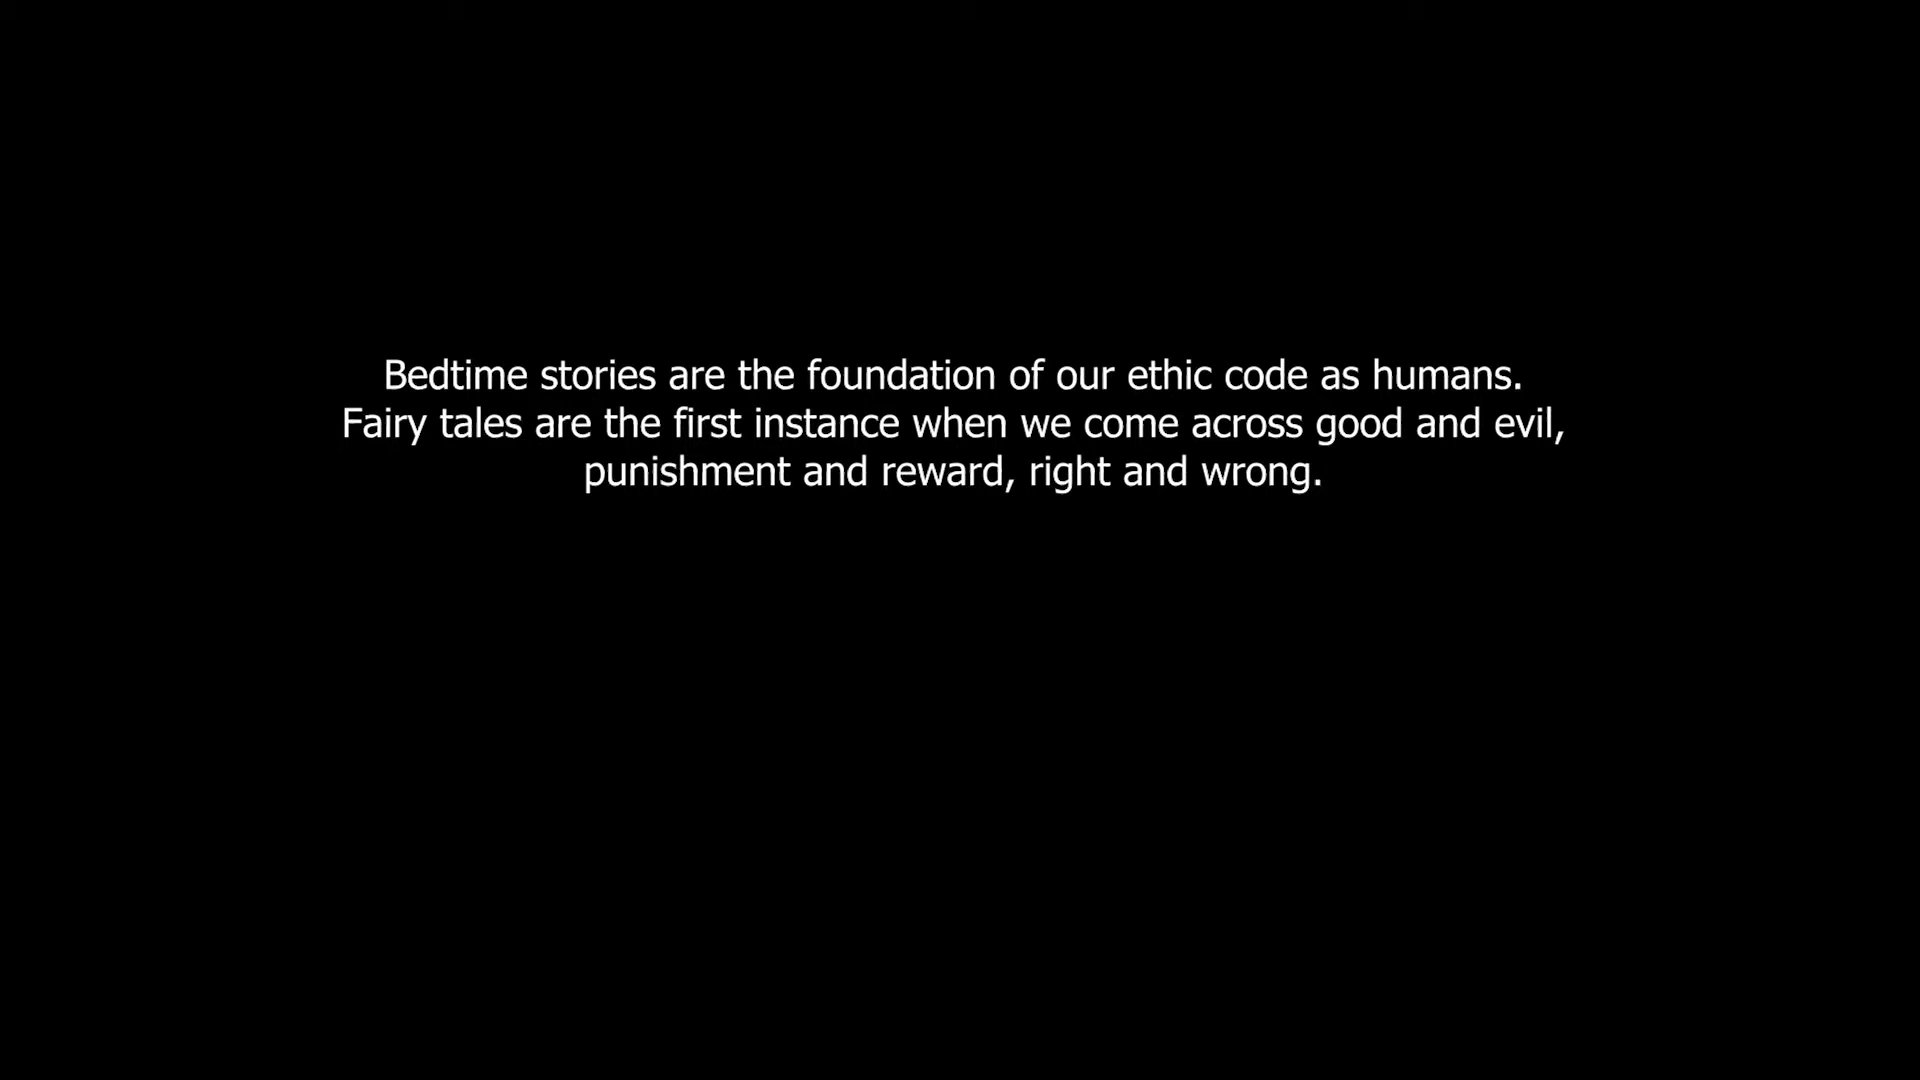 Bedtime stories are the foundation of our ethic code as humans.
Fairy tales are the first instance when we come across good and evil,
punishment and reward, right and wrong.